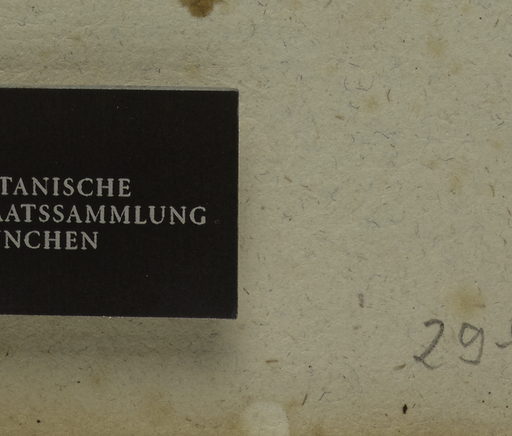 TANISCHE
AATSSAMMLUNG
NCHEN
29